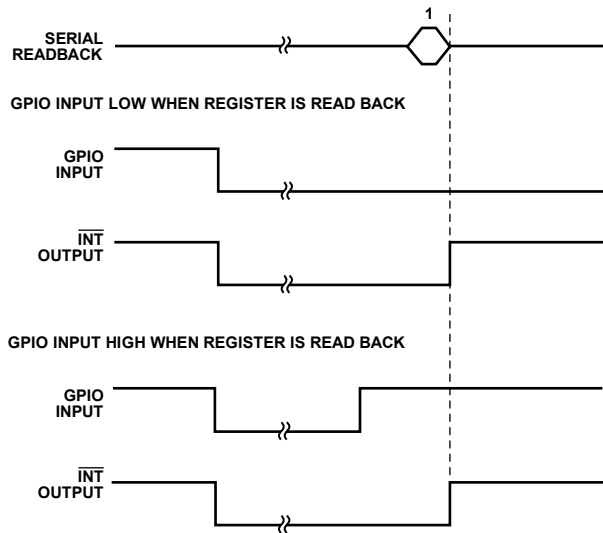 1
SERIAL
READBACK
GPIO INPUT LOW WHEN REGISTER IS READ BACK
GPIO
INPUT
INT
OUTPUT
GPIO INPUT HIGH WHEN REGISTER IS READ BACK
GPIO
INPUT
INT
OUTPUT